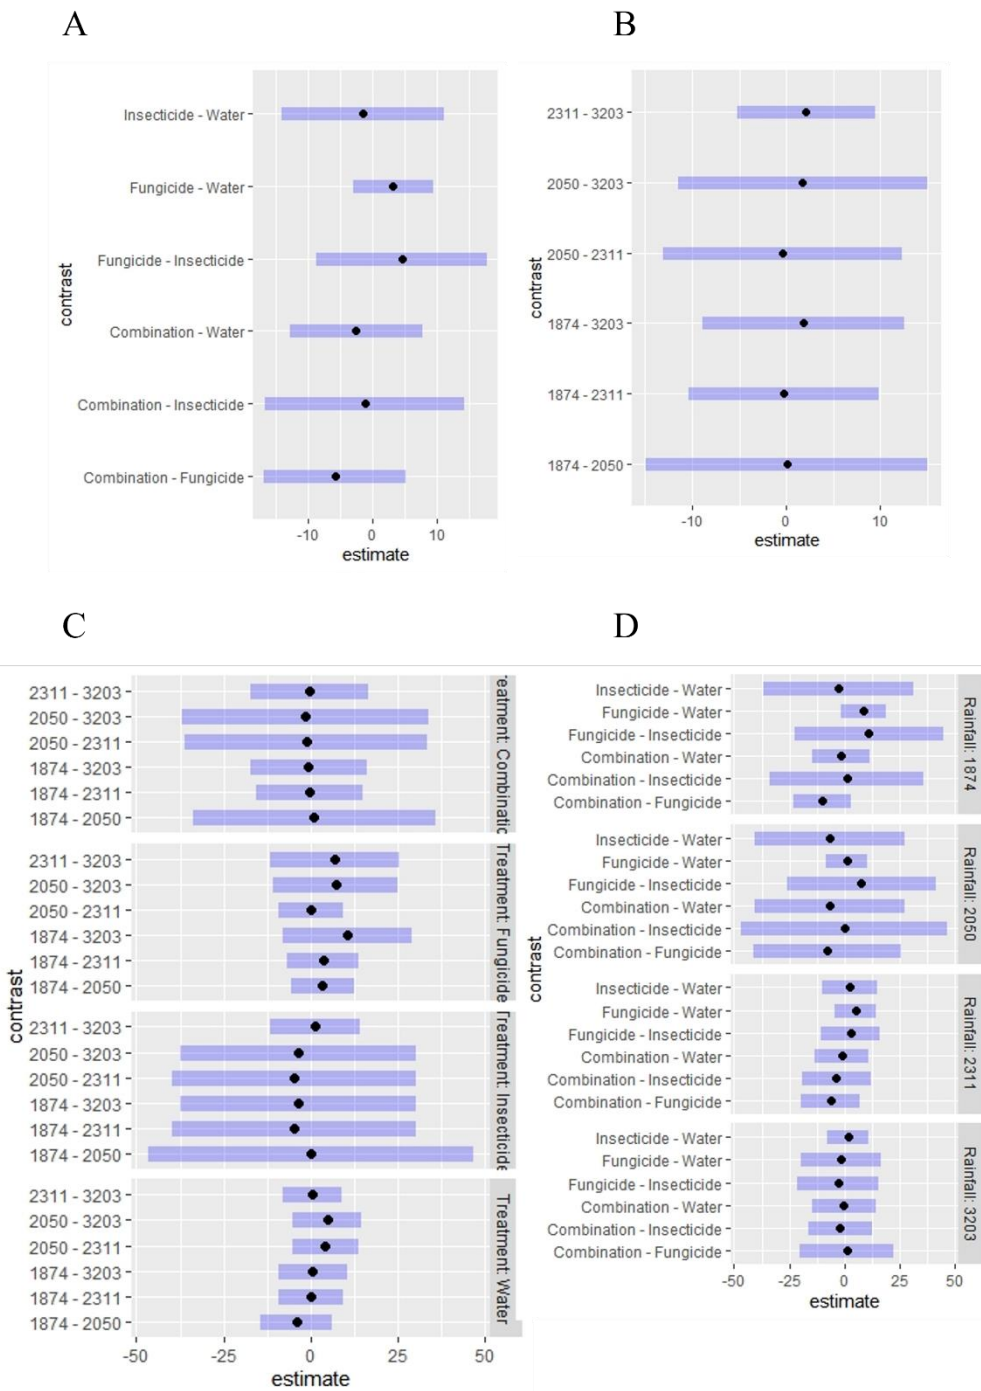 A
Insecticide - Water
Fungicide - Water
Fungicide - Insecticide
Combination - Water
Combination - Insecticide
Combination - Fungicide
contrast
-10 0 10
estimate
B
2311 - 3203
2050 - 3203
2050 - 2311
1874 - 3203
1874 - 2311
1874 - 2050
contrast
-10 0 10
estimate
C
2311 - 3203
2050 - 3203
2050 - 2311
1874 - 3203
1874 - 2311
1874 - 2050
eatment: Combinatic
2311 - 3203
2050 - 3203
2050 - 2311
1874 - 3203
1874 - 2311
1874 - 2050
Treatment: Fungicide
2311 - 3203
2050 - 3203
2050 - 2311
1874 - 3203
1874 - 2311
1874 - 2050
Treatment: Insecticide
2311 - 3203
2050 - 3203
2050 - 2311
1874 - 3203
1874 - 2311
1874 - 2050
Treatment: Water
contrast
-50 -25 0 25 50
estimate
D
Insecticide - Water
Fungicide - Water
Fungicide - Insecticide
Combination - Water
Combination - Insecticide
Combination - Fungicide
Rainfall: 1874
Insecticide - Water
Fungicide - Water
Fungicide - Insecticide
Combination - Water
Combination - Insecticide
Combination - Fungicide
Rainfall: 2050
Insecticide - Water
Fungicide - Water
Fungicide - Insecticide
Combination - Water
Combination - Insecticide
Combination - Fungicide
Rainfall: 2311
Insecticide - Water
Fungicide - Water
Fungicide - Insecticide
Combination - Water
Combination - Insecticide
Combination - Fungicide
Rainfall: 3203
contrast
-50 -25 0 25 50
estimate